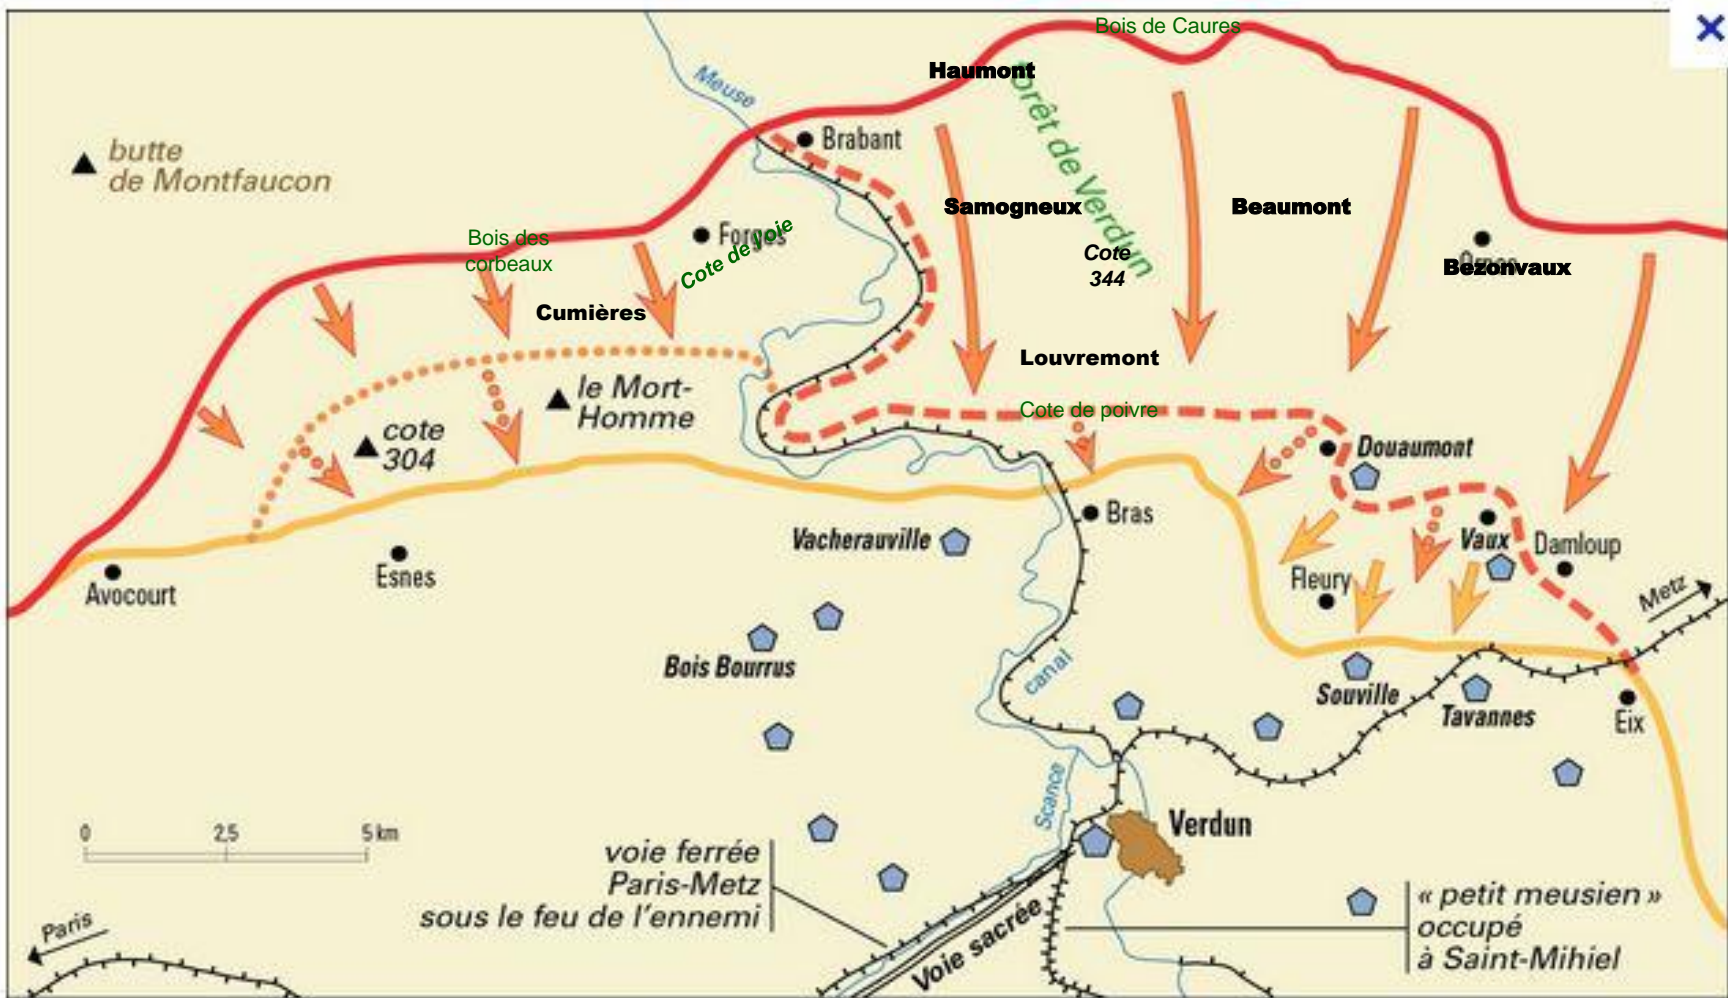 Bois de Caures
Haumont
Meuse
Forêt de Verdun
Brabant
butte
de Montfaucon
Samogneux
Beaumont
Forges
Cote de l'oie
Bois des
corbeaux
Cote
344
Bezonvaux
Cumières
Louvremont
le Mort-
Homme
Cote de poivre
cote
304
Douaumont
Bras
Vacherauville
Vaux
Damloup
Avocourt
Esnes
Fleury
Metz
Bois Bourrus
canal
Souville
Tavannes
Eix
Scance
Verdun
0 2,5 5 km
voie ferrée
Paris-Metz
sous le feu de l'ennemi
« petit meusien »
occupé
à Saint-Mihiel
Paris
Voie sacrée